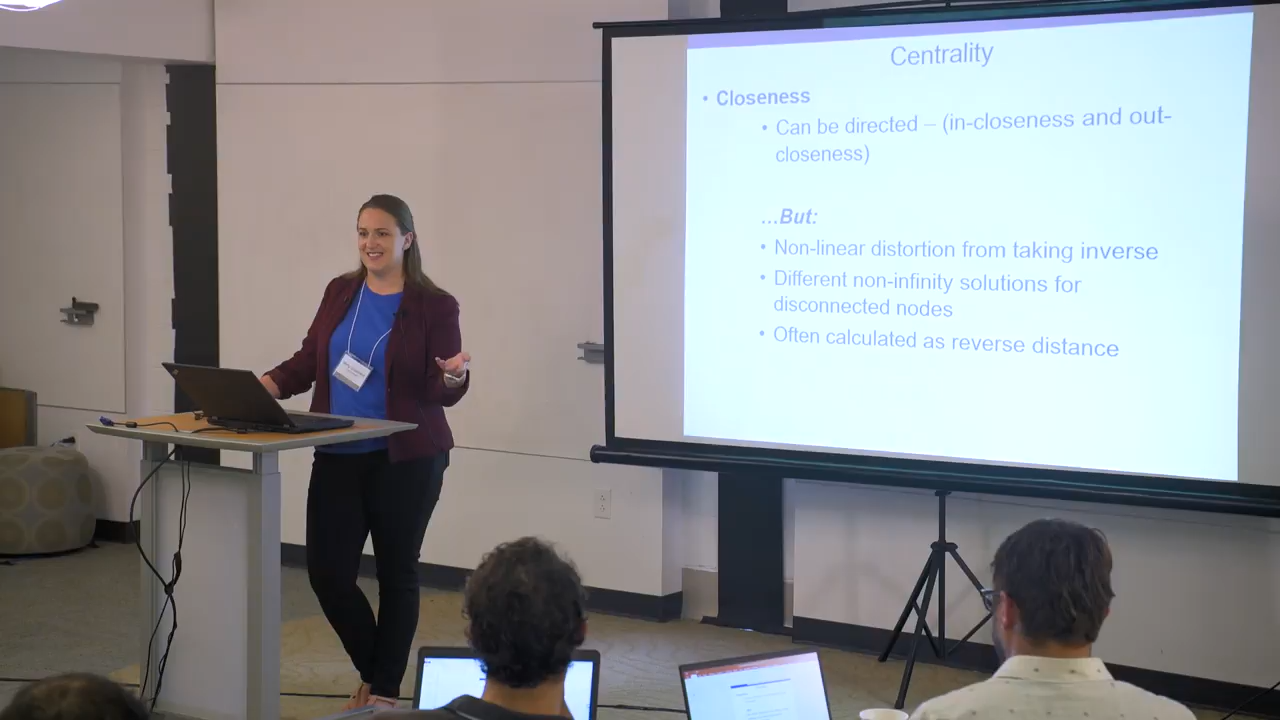 Centrality
• Closeness
• Can be directed – (in-closeness and out-
closeness)
...But:
• Non-linear distortion from taking inverse
• Different non-infinity solutions for
disconnected nodes
• Often calculated as reverse distance